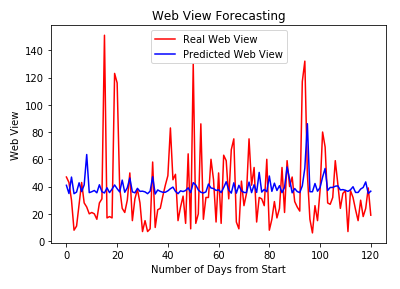 Web View Forecasting
Real Web View
Predicted Web View
Web View
140
120
100
80
60
40
20
0
0 20 40 60 80 100 120
Number of Days from Start